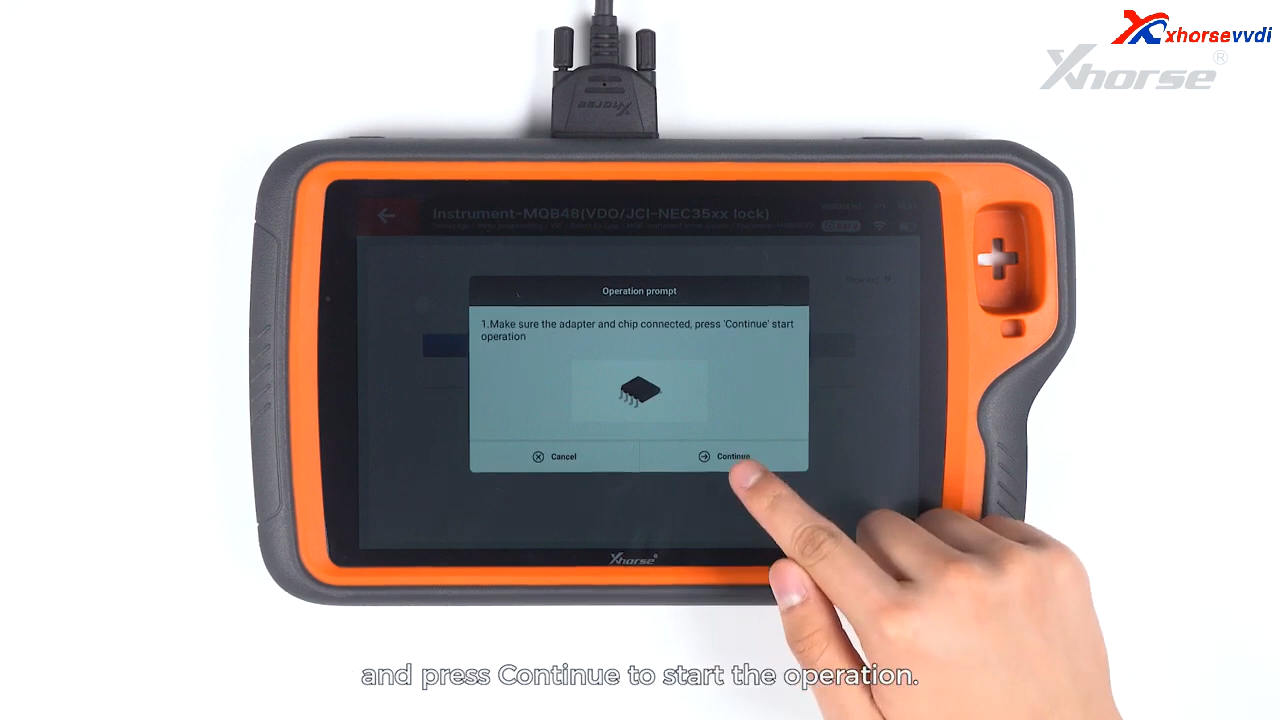 xhorsevvdi
Xhorse®
Xhorse
Instrument-MQB48(VDO/JCI-NEC35xx lock)
Operation prompt
1.Make sure the adapter and chip connected, press 'Continue' start
operation
Cancel
Continue
Xhorse®
and press Continue to start the operation.